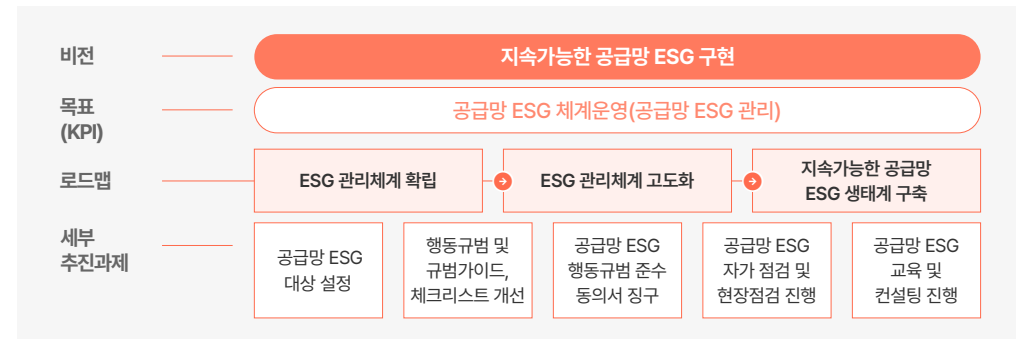 비전
지속가능한 공급망 ESG 구현
목표
(KPI)
공급망 ESG 체계운영(공급망 ESG 관리)
로드맵
ESG 관리체계 확립
ESG 관리체계 고도화
지속가능한 공급망
ESG 생태계 구축
세부
추진과제
공급망 ESG
대상 설정
행동규범 및
규범가이드,
체크리스트 개선
공급망 ESG
행동규범 준수
동의서 징구
공급망 ESG
자가 점검 및
현장점검 진행
공급망 ESG
교육 및
컨설팅 진행